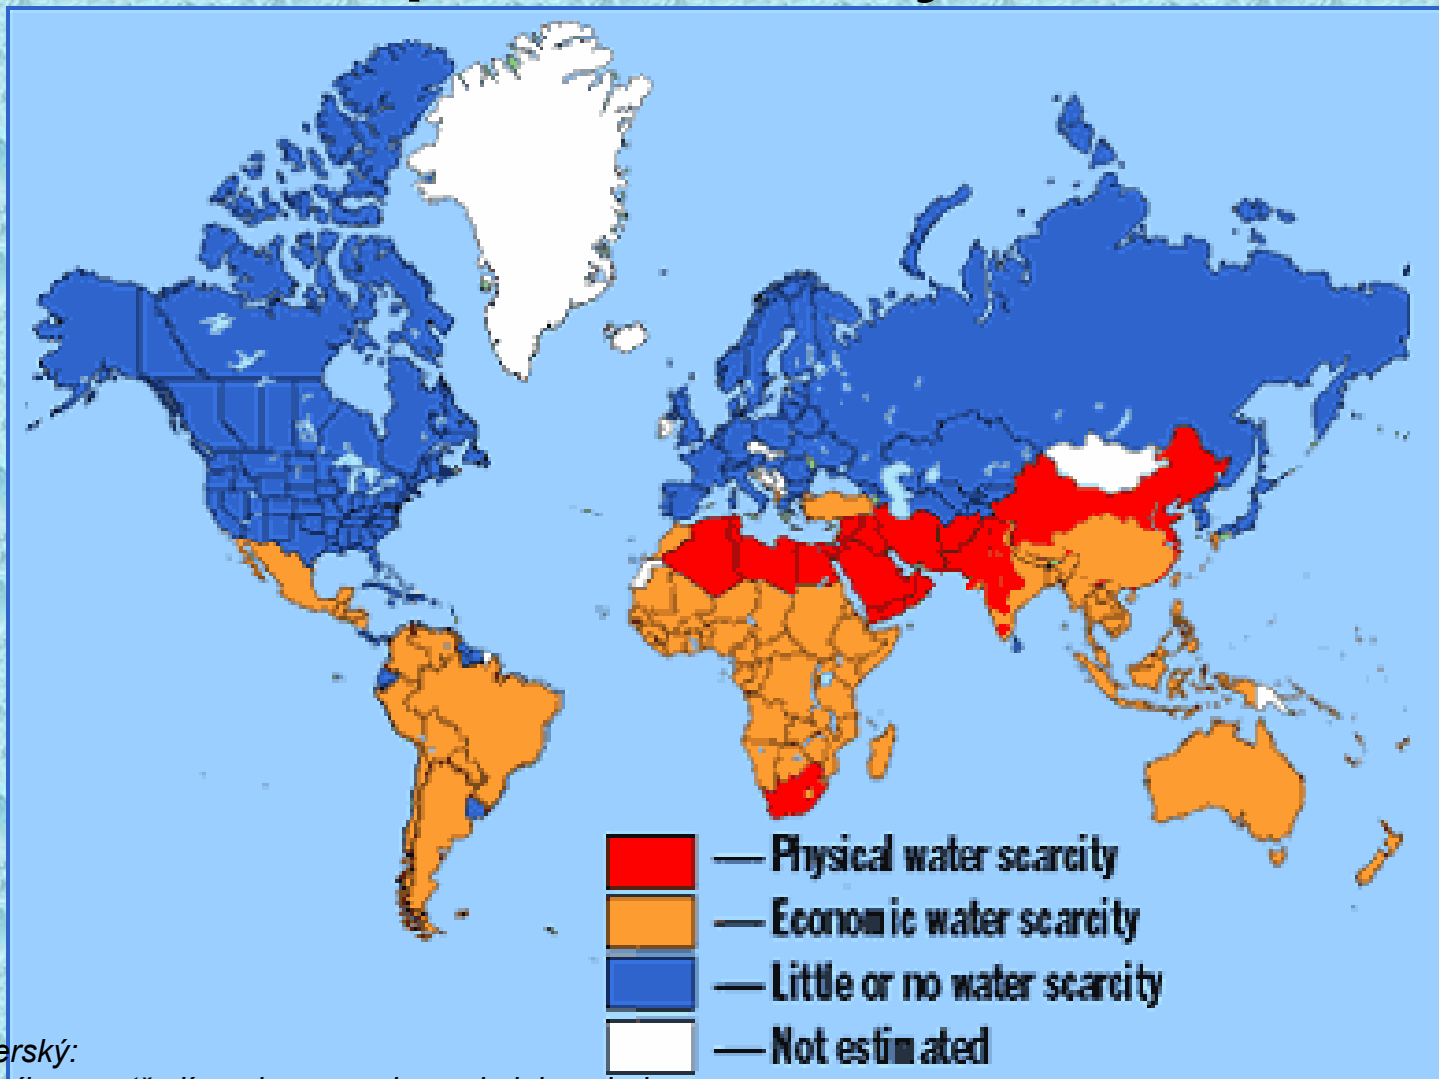 Physical water scarcity
Economic water scarcity
Little or no water scarcity
Not estimated
erský: